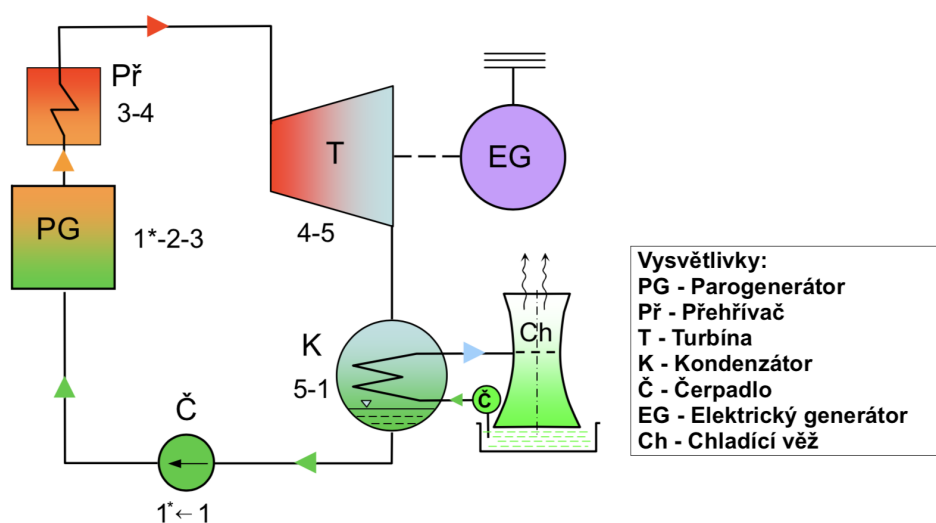 Př
3-4
T
EG
PG
1*-2-3
4-5
K
5-1
Ch
Č
Č
1*←1
Vysvětlivky:
PG - Parogenerátor
Př - Přehřívač
T - Turbína
K - Kondenzátor
Č - Čerpadlo
EG - Elektrický generátor
Ch - Chladící věž